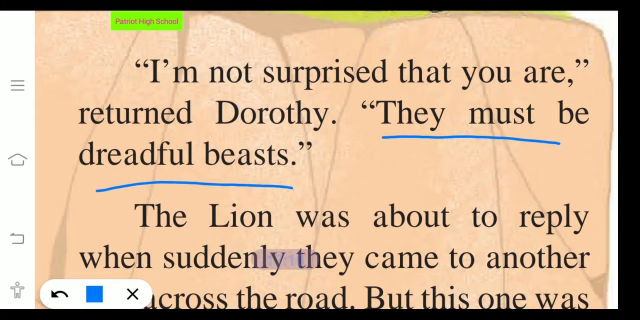 Patriot High School
“I’m not surprised that you are,”
returned Dorothy. “They must be
dreadful beasts.”
The Lion was about to reply
when suddenly they came to another
across the road. But this one was